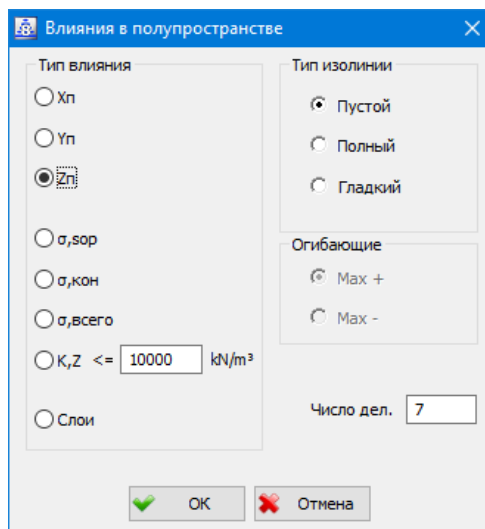 Влияния в полупространстве
Тип влияния
Xп
Yп
Zп
σ,sop
σ,кон
σ,всего
K,Z <= 10000 kN/m³
Слои
Тип изолинии
Пустой
Полный
Гладкий
Огибающие
Max +
Max -
Число дел. 7
OK
Отмена